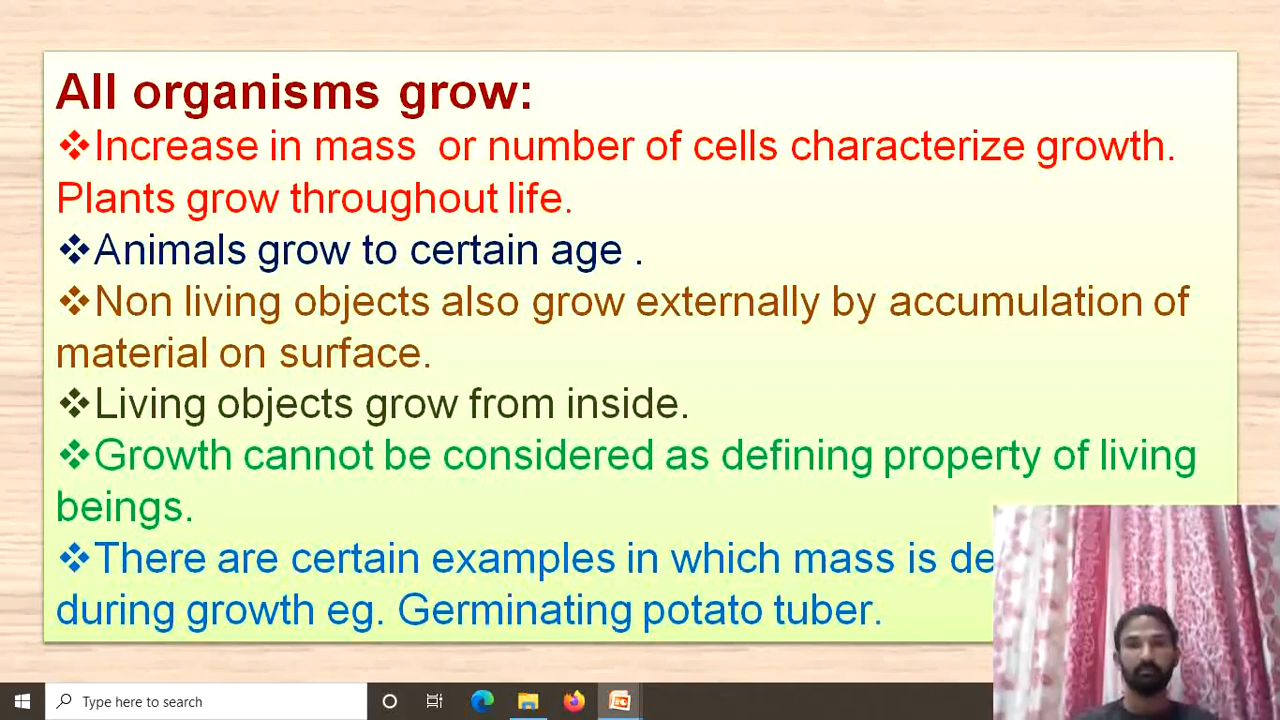 All organisms grow:
❖Increase in mass or number of cells characterize growth.
Plants grow throughout life.
❖Animals grow to certain age .
❖Non living objects also grow externally by accumulation of
material on surface.
❖Living objects grow from inside.
❖Growth cannot be considered as defining property of living
beings.
❖There are certain examples in which mass is
during growth eg. Germinating potato tuber.
Type here to search